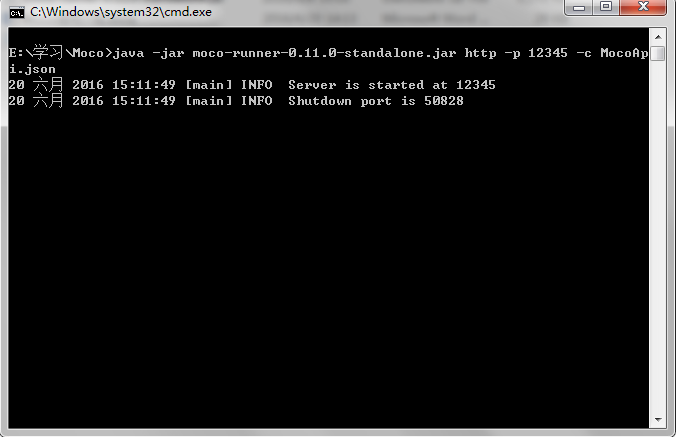 C:\Windows\system32\cmd.exe
E:\学习\Moco>java -jar moco-runner-0.11.0-standalone.jar http -p 12345 -c MocoAp
i.json
20 六月 2016 15:11:49 [main] INFO  Server is started at 12345
20 六月 2016 15:11:49 [main] INFO  Shutdown port is 50828